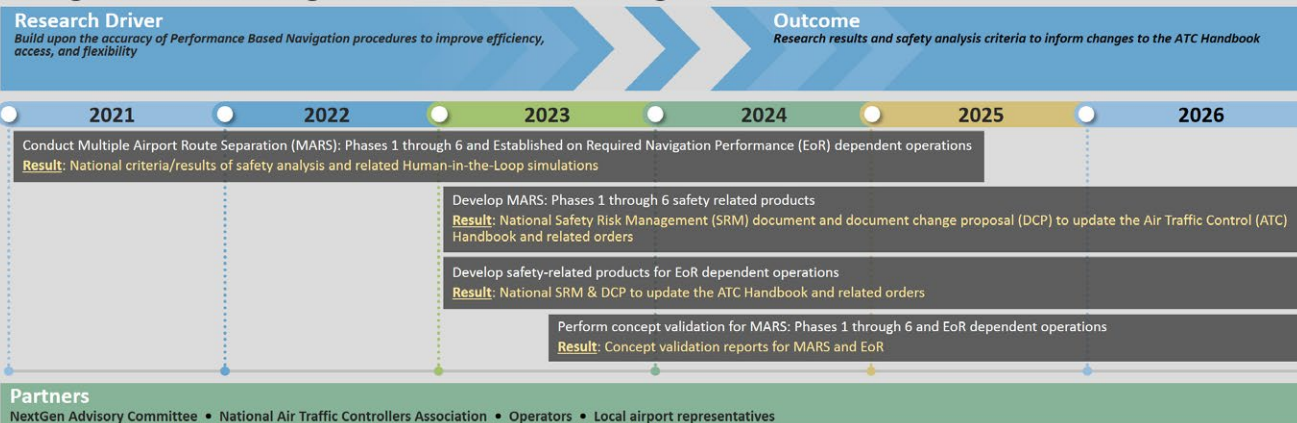 Research Driver
Build upon the accuracy of Performance Based Navigation procedures to improve efficiency,
access, and flexibility
Outcome
Research results and safety analysis criteria to inform changes to the ATC Handbook
2021 2022 2023 2024 2025 2026
Conduct Multiple Airport Route Separation (MARS): Phases 1 through 6 and Established on Required Navigation Performance (EoR) dependent operations
Result: National criteria/results of safety analysis and related Human-in-the-Loop simulations
Develop MARS: Phases 1 through 6 safety related products
Result: National Safety Risk Management (SRM) document and document change proposal (DCP) to update the Air Traffic Control (ATC)
Handbook and related orders
Develop safety-related products for EoR dependent operations
Result: National SRM & DCP to update the ATC Handbook and related orders
Perform concept validation for MARS: Phases 1 through 6 and EoR dependent operations
Result: Concept validation reports for MARS and EoR
Partners
NextGen Advisory Committee • National Air Traffic Controllers Association • Operators • Local airport representatives